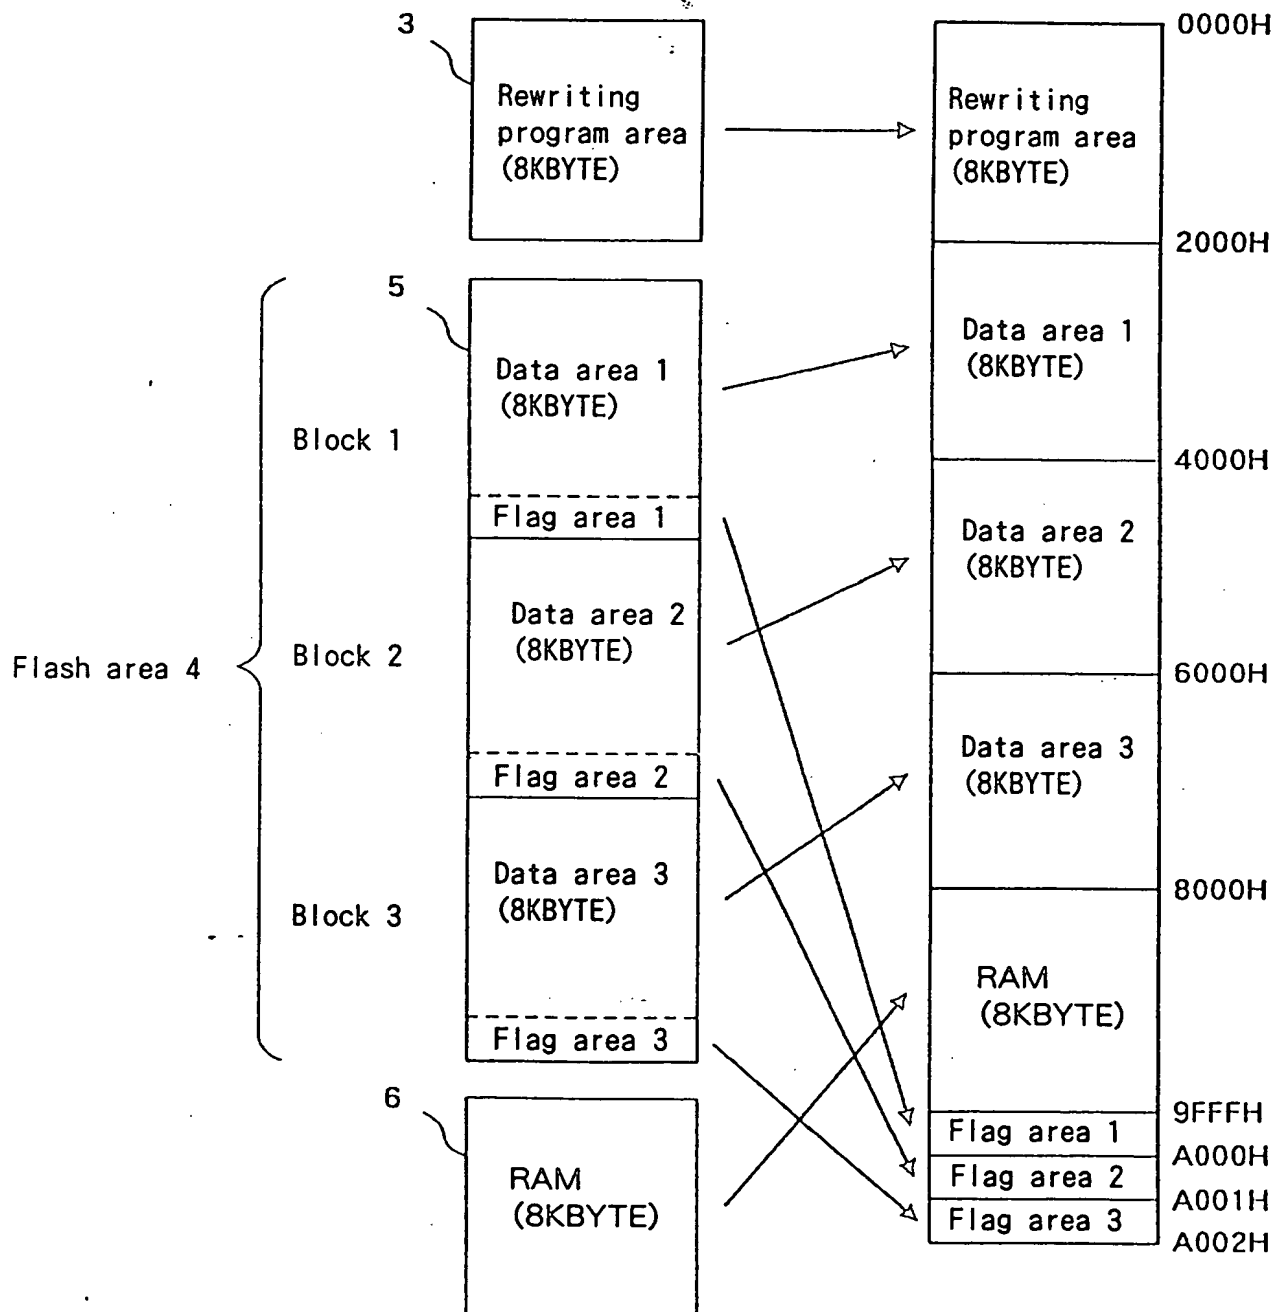 3
Rewriting
program area
(8KBYTE)
Flash area 4
Block 1
Block 2
Block 3
5
Data area 1
(8KBYTE)
Flag area 1
Data area 2
(8KBYTE)
Flag area 2
Data area 3
(8KBYTE)
Flag area 3
6
RAM
(8KBYTE)
0000H
Rewriting
program area
(8KBYTE)
2000H
Data area 1
(8KBYTE)
4000H
Data area 2
(8KBYTE)
6000H
Data area 3
(8KBYTE)
8000H
RAM
(8KBYTE)
9FFFH
Flag area 1
A000H
Flag area 2
A001H
Flag area 3
A002H